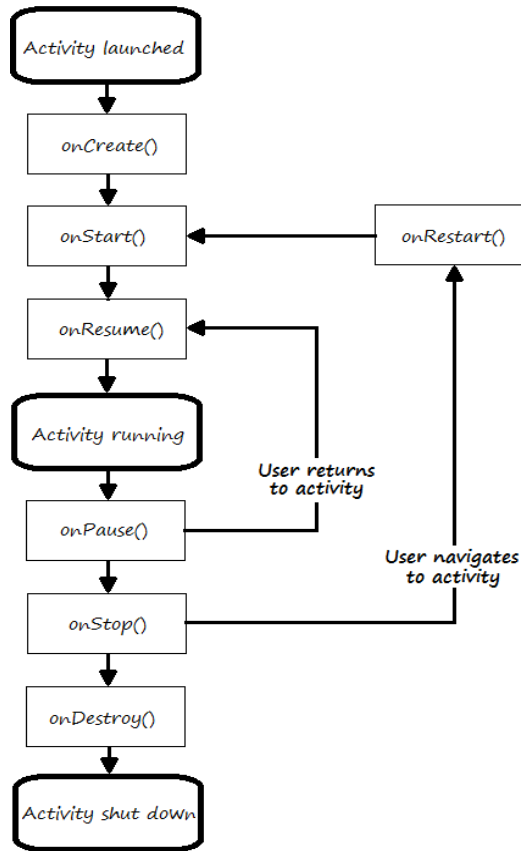 Activity launched
onCreate()
onStart()
onRestart()
onResume()
Activity running
User returns
to activity
onPause()
User navigates
to activity
onStop()
onDestroy()
Activity shut down